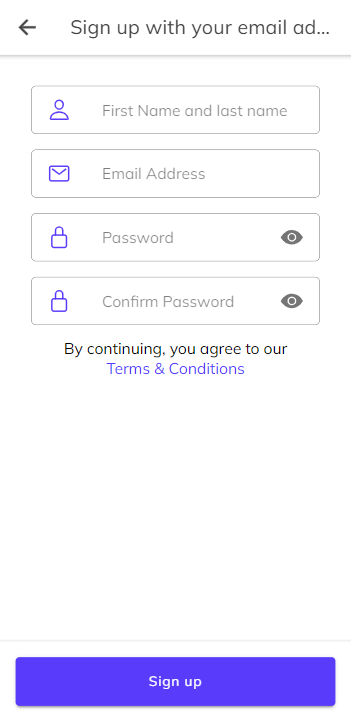 Sign up with your email ad...
First Name and last name
Email Address
Password
Confirm Password
By continuing, you agree to our
Terms & Conditions
Sign up